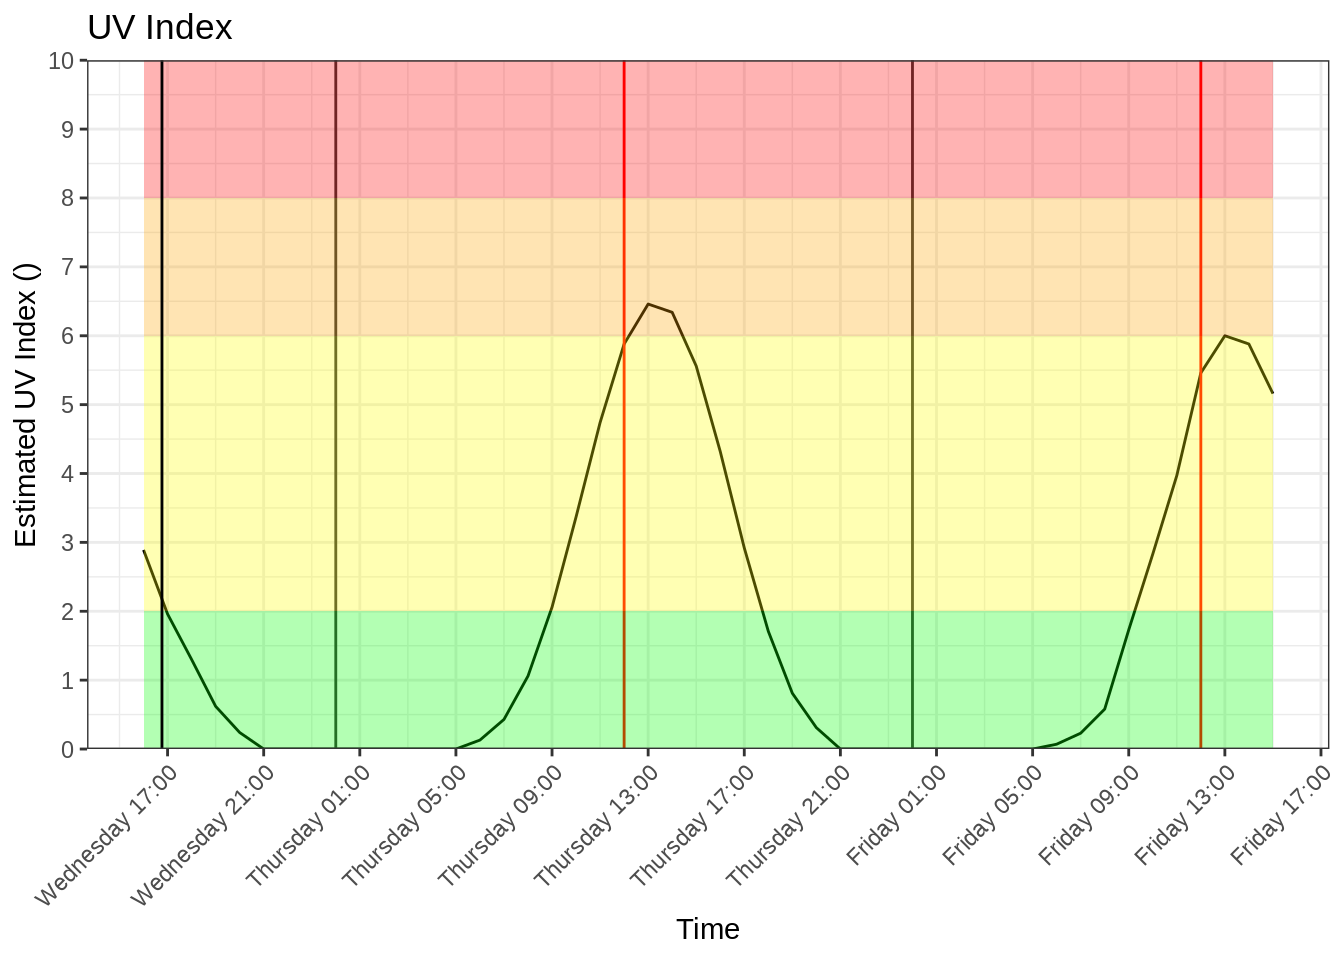 UV Index
Estimated UV Index ()
10
9
8
7
6
5
4
3
2
1
0
Wednesday 17:00
Wednesday 21:00
Thursday 01:00
Thursday 05:00
Thursday 09:00
Thursday 13:00
Thursday 17:00
Thursday 21:00
Friday 01:00
Friday 05:00
Friday 09:00
Friday 13:00
Friday 17:00
Time